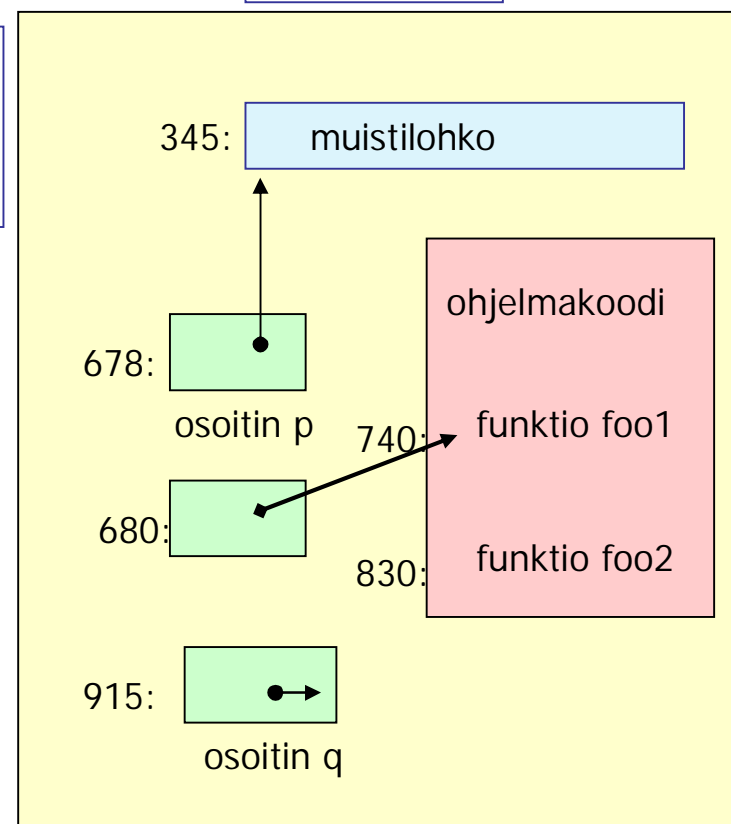 345: muistilohko
ohjelmakoodi
678:
osoitin p
740: funktio foo1
680:
830: funktio foo2
915:
osoitin q